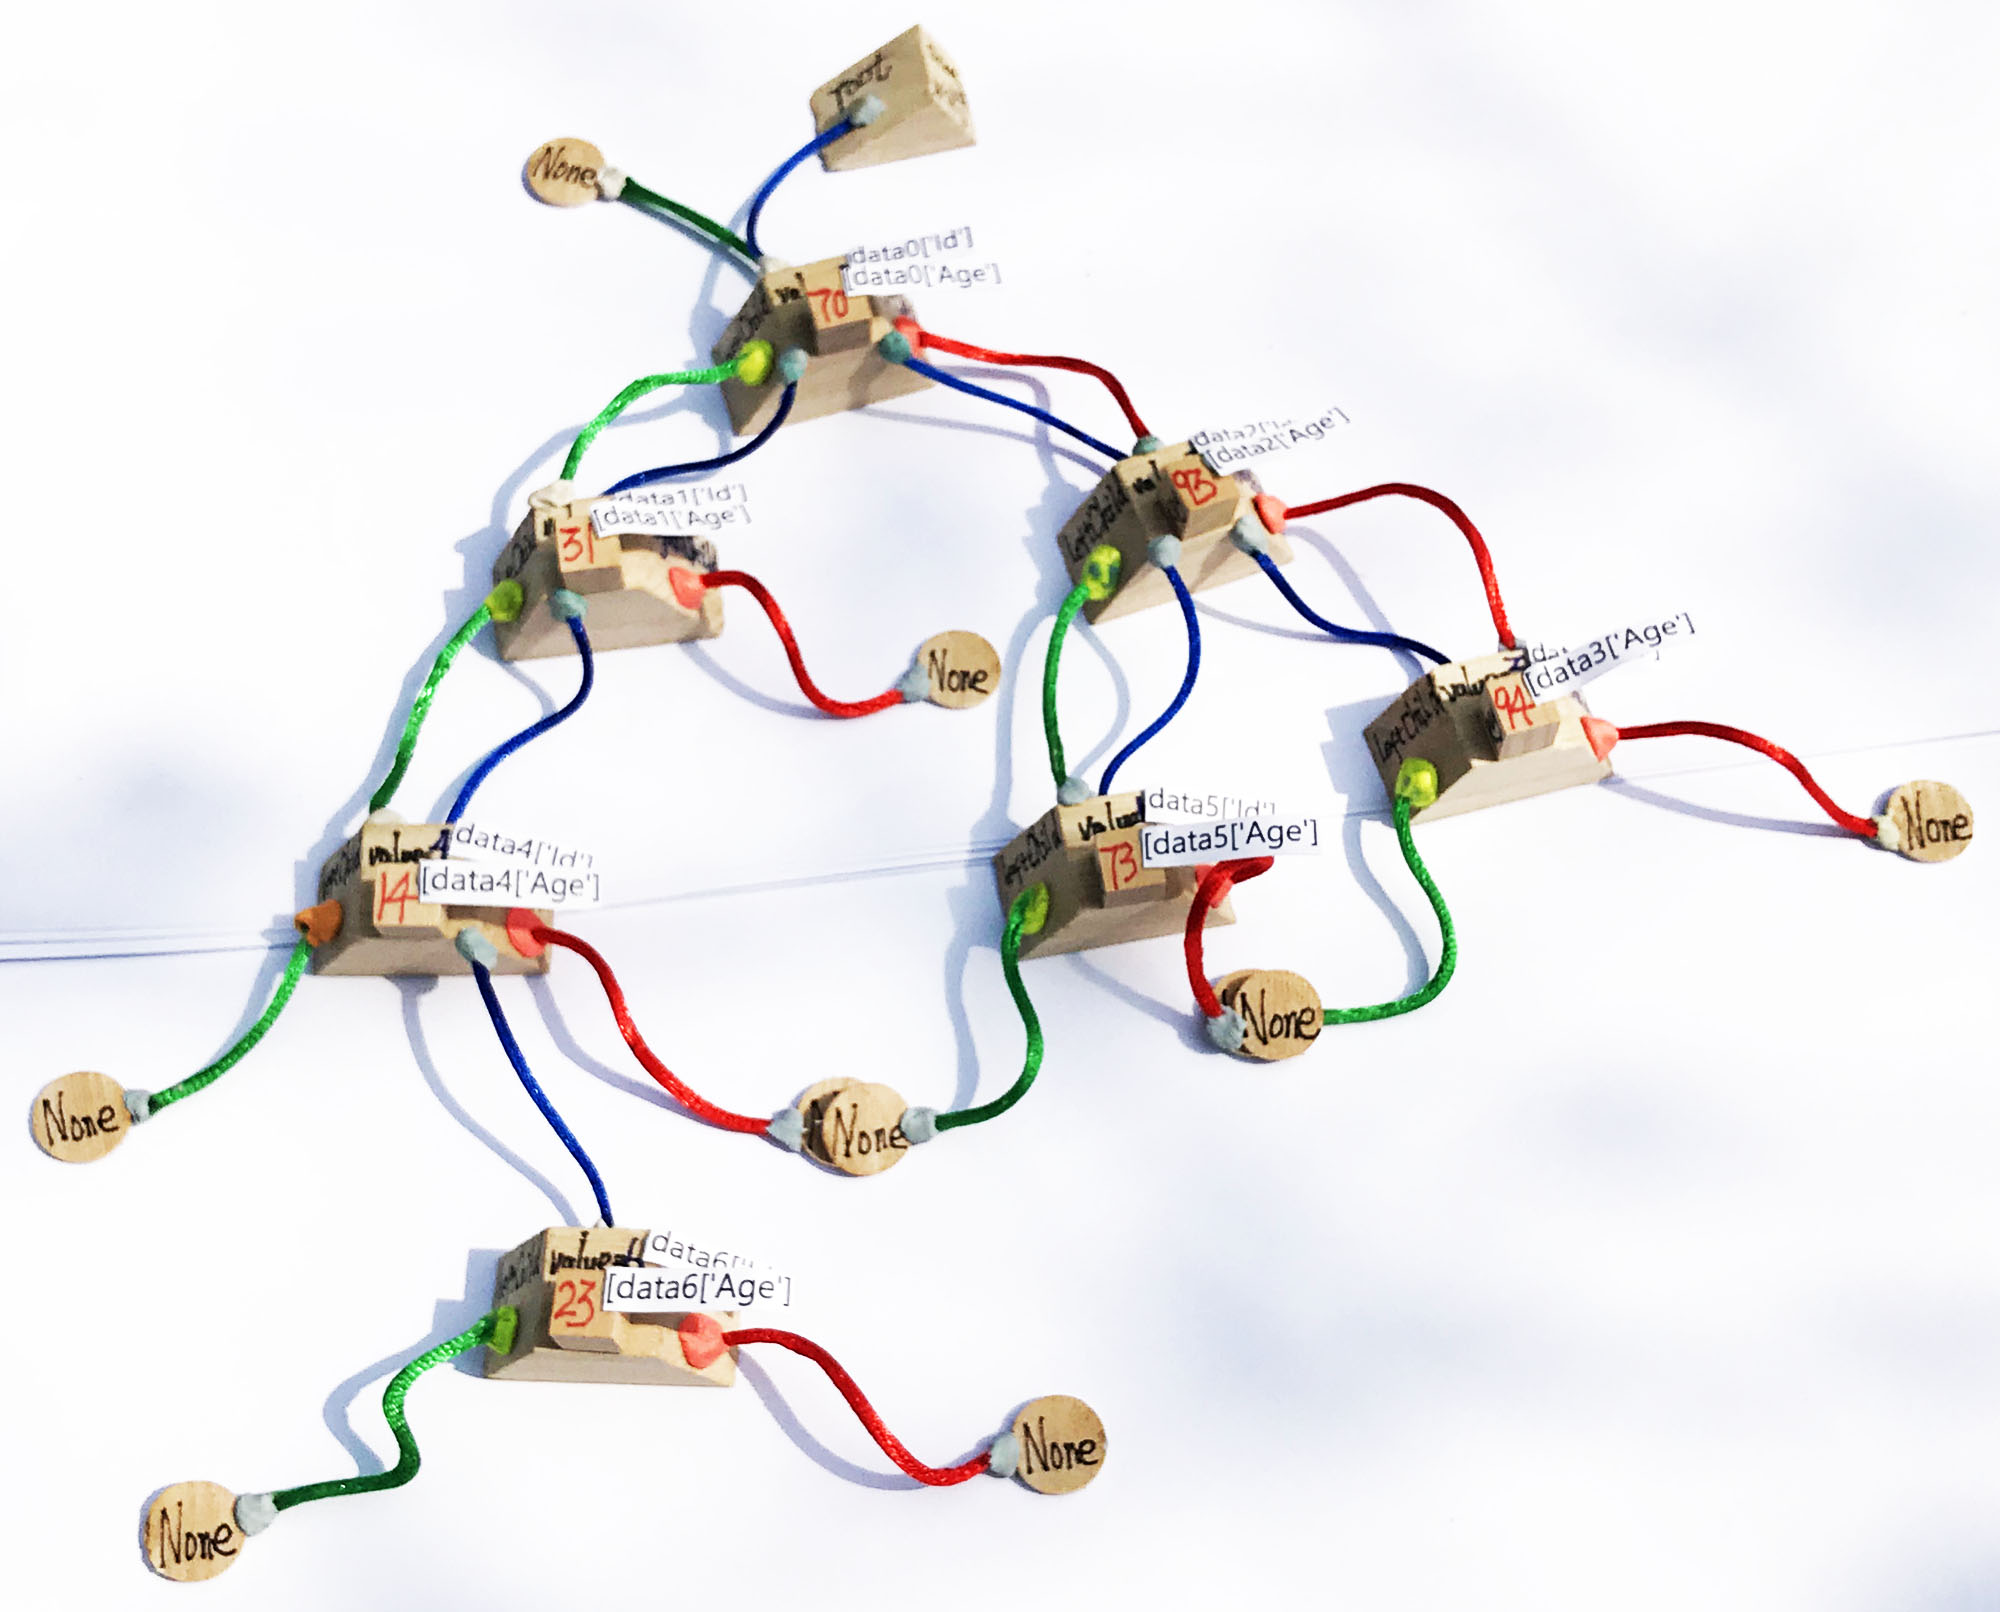 root
None
data0['Id']
[data0['Age']
70
data2['Id']
[data2['Age']
leftChild
val
93
data1['Id']
[data1['Age']
31
None
[data3['Age']
leftChild
value
94
None
data5['Id']
[data5['Age']
leftChild
value
73
data4['Id']
[data4['Age']
value
14
None
None
None
data6['Id']
[data6['Age']
value
23
None
None